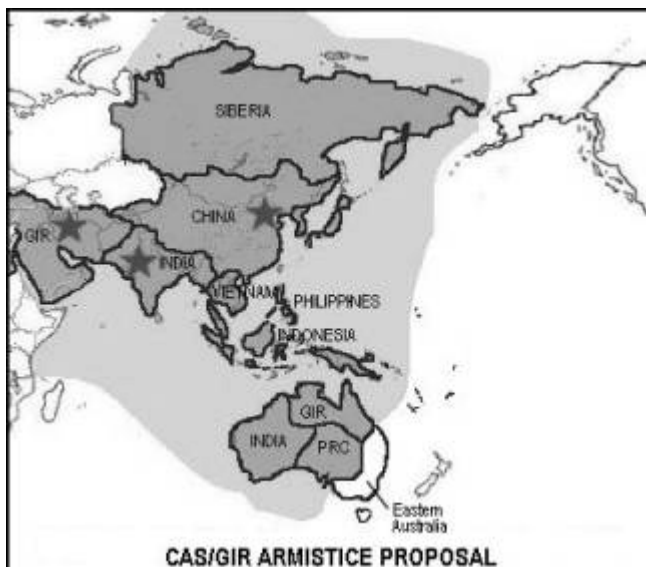 SIBERIA
CHINA
GIR
INDIA
VIETNAM
PHILIPPINES
INDONESIA
GIR
INDIA
PRC
Eastern
Australia
CAS/GIR ARMISTICE PROPOSAL